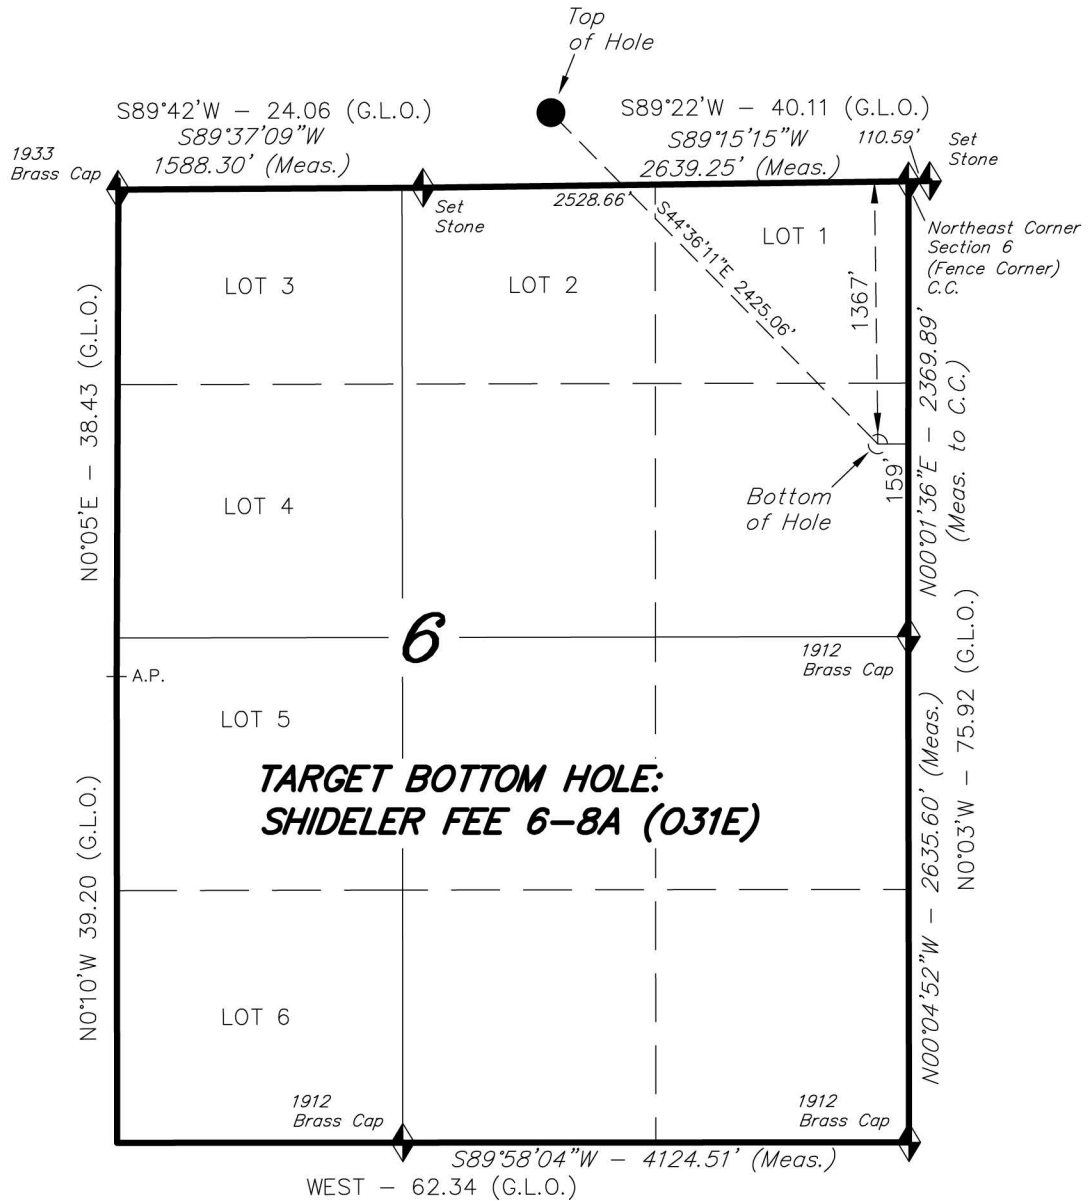 Top
of Hole
S89°42'W – 24.06 (G.L.O.)
S89°37'09"W
1588.30' (Meas.)
S89°22'W – 40.11 (G.L.O.)
S89°15'15"W
2639.25' (Meas.)
110.59'
Set
Stone
1933
Brass Cap
Set
Stone
2528.66'
Northeast Corner
Section 6
(Fence Corner)
C.C.
LOT 1
LOT 2
LOT 3
S44°36'11"E 2425.06'
1367'
N0°05'E – 38.43 (G.L.O.)
N00°01'36"E – 2369.89'
(Meas. to C.C.)
159'
Bottom
of Hole
LOT 4
6
1912
Brass Cap
A.P.
LOT 5
TARGET BOTTOM HOLE:
SHIDELER FEE 6–8A (O31E)
N0°10'W 39.20 (G.L.O.)
N00°04'52"W – 2635.60' (Meas.)
N0°03'W – 75.92 (G.L.O.)
LOT 6
1912
Brass Cap
1912
Brass Cap
S89°58'04"W – 4124.51' (Meas.)
WEST – 62.34 (G.L.O.)